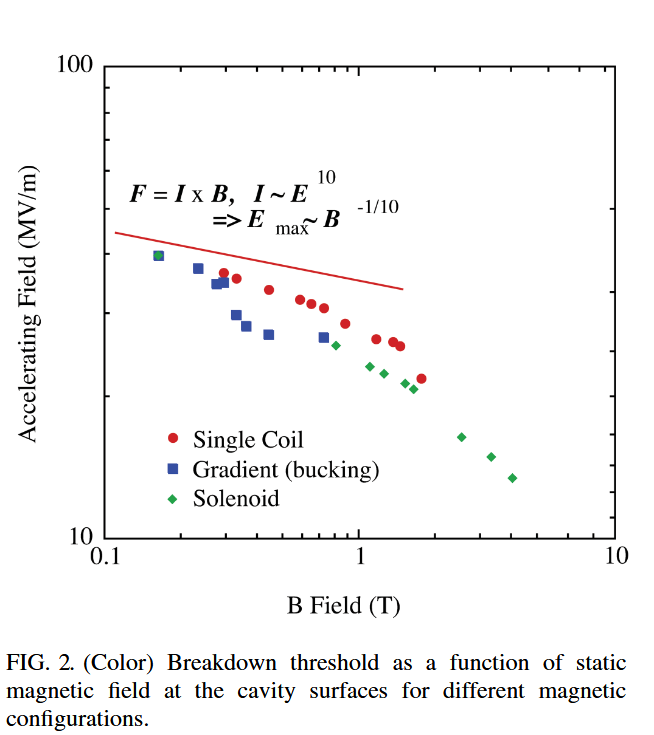 100
F = I x B, I ~ E 10
=> E max ~ B -1/10
Accelerating Field (MV/m)
Single Coil
Gradient (bucking)
Solenoid
10
0.1
1
10
B Field (T)
FIG. 2. (Color) Breakdown threshold as a function of static
magnetic field at the cavity surfaces for different magnetic
configurations.